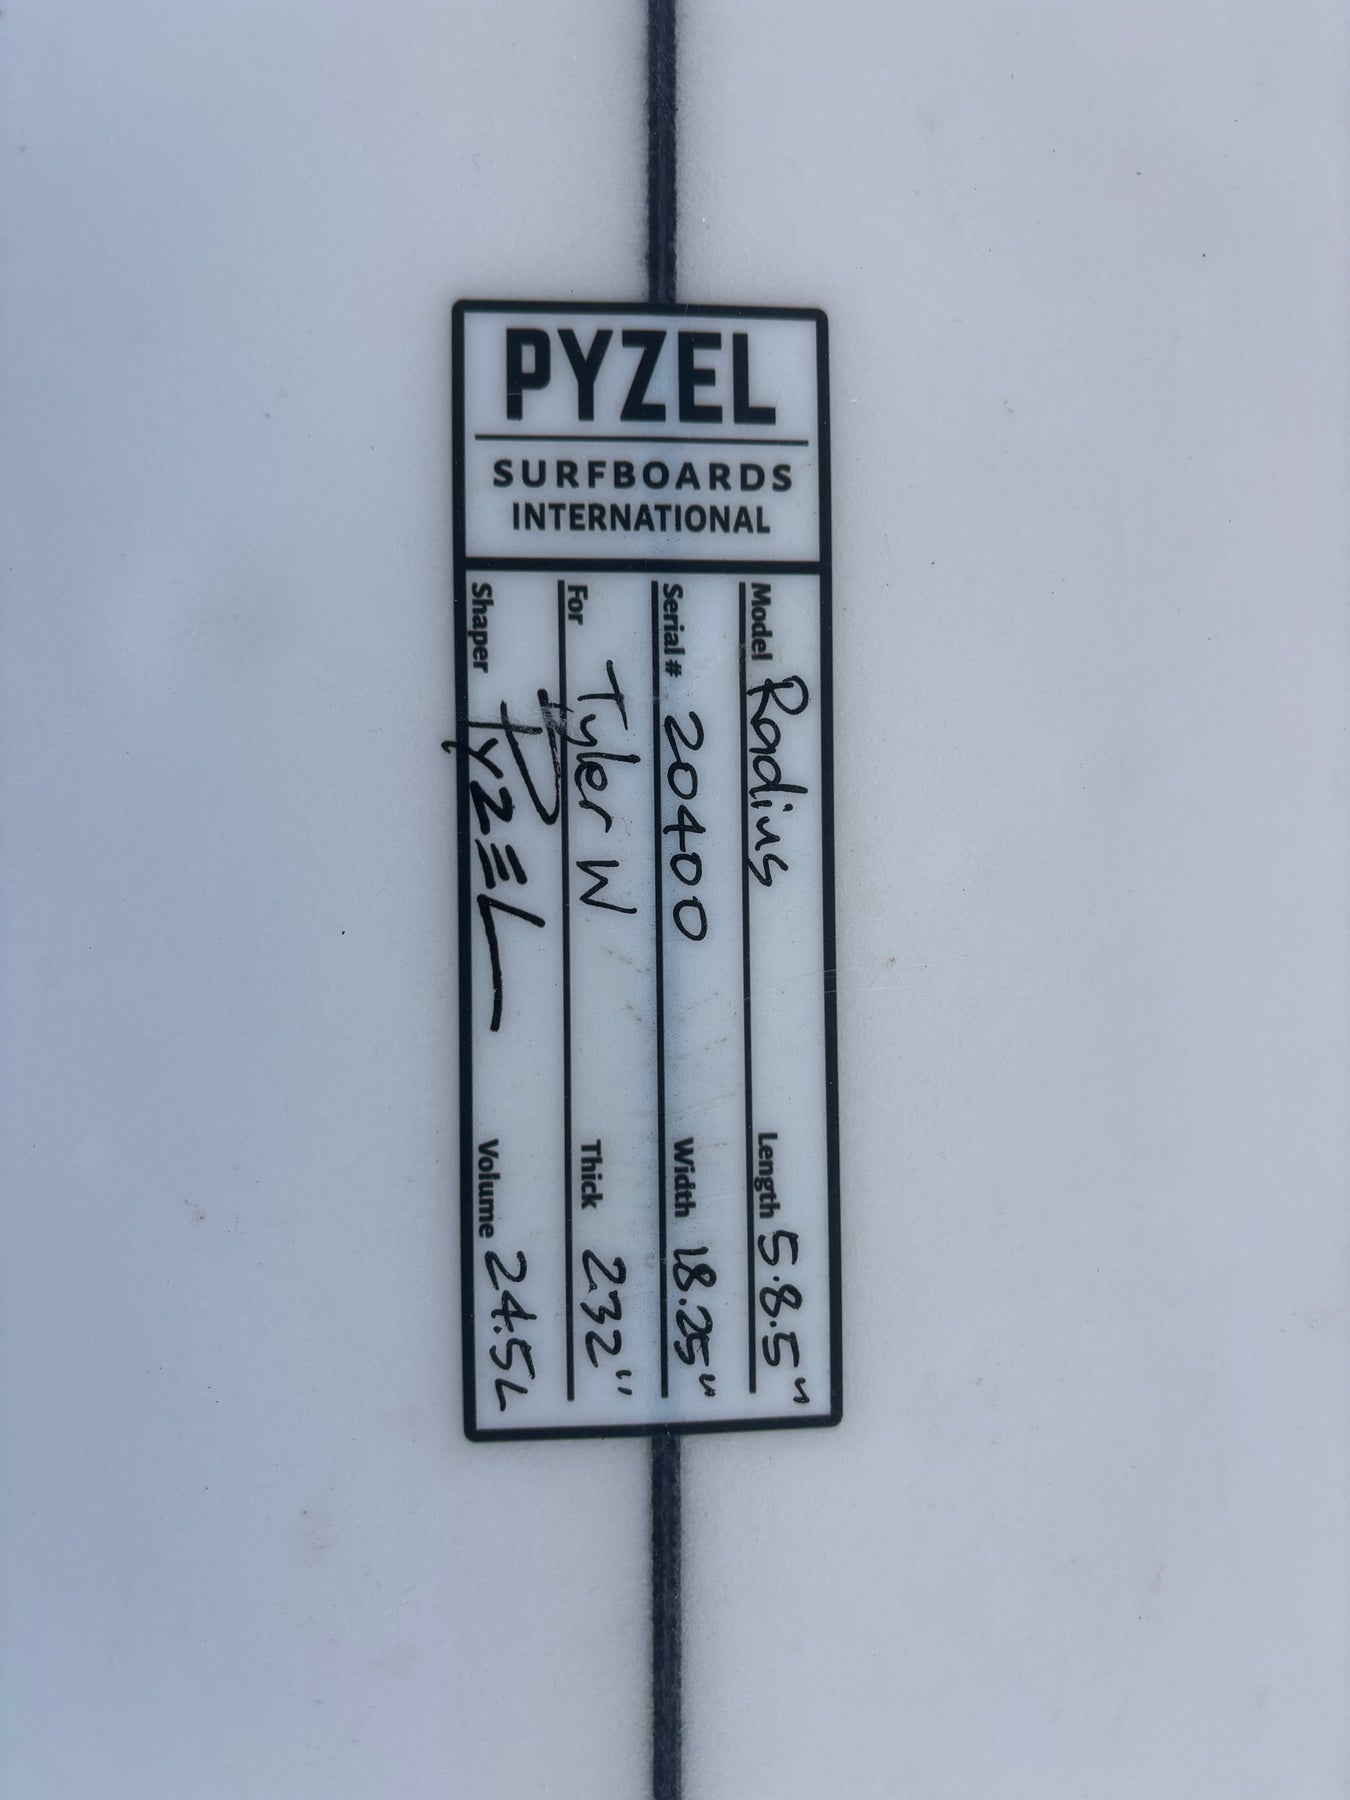 PYZEL
SURFBOARDS
INTERNATIONAL
Model Radius Length 5.8.5"
Serial # 20400 Width 18.25"
For Tyler W Thick 2.32"
Shaper PYZEL Volume 24.5L